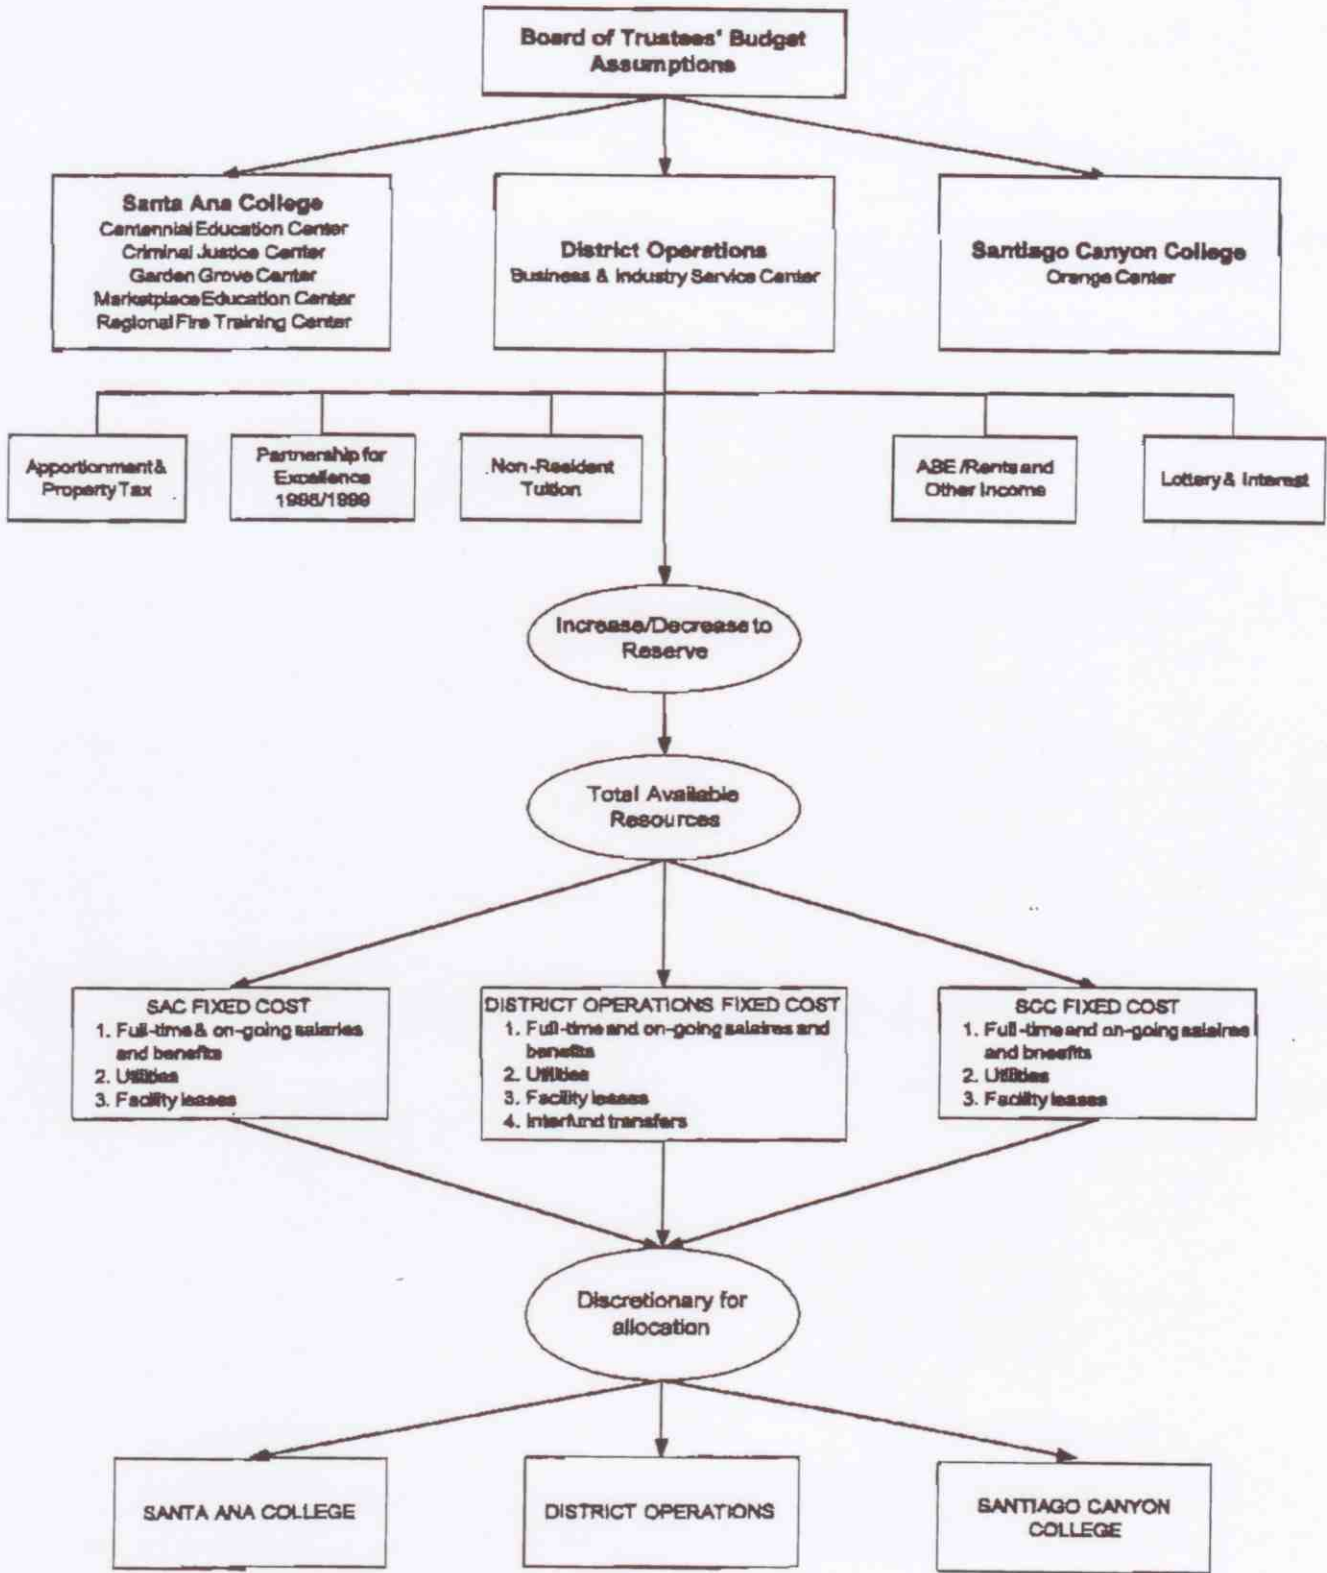 Board of Trustees' Budget
Assumptions
Santa Ana College
Centennial Education Center
Criminal Justice Center
Garden Grove Center
Marketplace Education Center
Regional Fire Training Center
District Operations
Business & Industry Service Center
Santiago Canyon College
Orange Center
Apportionment &
Property Tax
Partnership for
Excellence
1998/1999
Non-Resident
Tuition
ABE /Rents and
Other Income
Lottery & Interest
Increase/Decrease to
Reserve
Total Available
Resources
SAC FIXED COST
1. Full-time & on-going salaries
and benefits
2. Utilities
3. Facility leases
DISTRICT OPERATIONS FIXED COST
1. Full-time and on-going salaires and
benefits
2. Utilities
3. Facility leases
4. Interfund transfers
SCC FIXED COST
1. Full-time and on-going salaires
and bneefits
2. Utilities
3. Facility leases
Discretionary for
allocation
SANTA ANA COLLEGE
DISTRICT OPERATIONS
SANTIAGO CANYON
COLLEGE